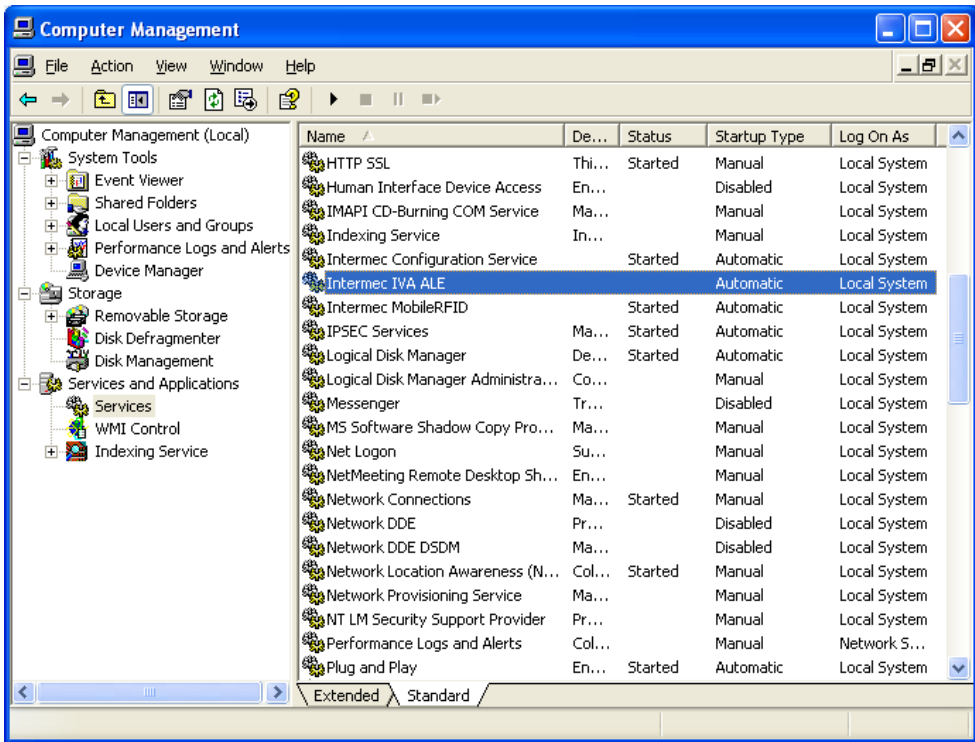 Computer Management
File Action View Window Help
Computer Management (Local)
System Tools
Event Viewer
Shared Folders
Local Users and Groups
Performance Logs and Alerts
Device Manager
Storage
Removable Storage
Disk Defragmenter
Disk Management
Services and Applications
Services
WMI Control
Indexing Service
Name De... Status Startup Type Log On As
HTTP SSL Thi... Started Manual Local System
Human Interface Device Access En... Disabled Local System
IMAPI CD-Burning COM Service Ma... Manual Local System
Indexing Service In... Manual Local System
Intermec Configuration Service Started Automatic Local System
Intermec IVA ALE Automatic Local System
Intermec MobileRFID Started Automatic Local System
IPSEC Services Ma... Started Automatic Local System
Logical Disk Manager De... Started Automatic Local System
Logical Disk Manager Administra... Co... Manual Local System
Messenger Tr... Disabled Local System
MS Software Shadow Copy Pro... Ma... Manual Local System
Net Logon Su... Manual Local System
NetMeeting Remote Desktop Sh... En... Manual Local System
Network Connections Ma... Started Manual Local System
Network DDE Pr... Disabled Local System
Network DDE DSDM Ma... Disabled Local System
Network Location Awareness (N... Col... Started Manual Local System
Network Provisioning Service Ma... Manual Local System
NT LM Security Support Provider Pr... Manual Local System
Performance Logs and Alerts Col... Manual Network S...
Plug and Play En... Started Automatic Local System
Extended Standard